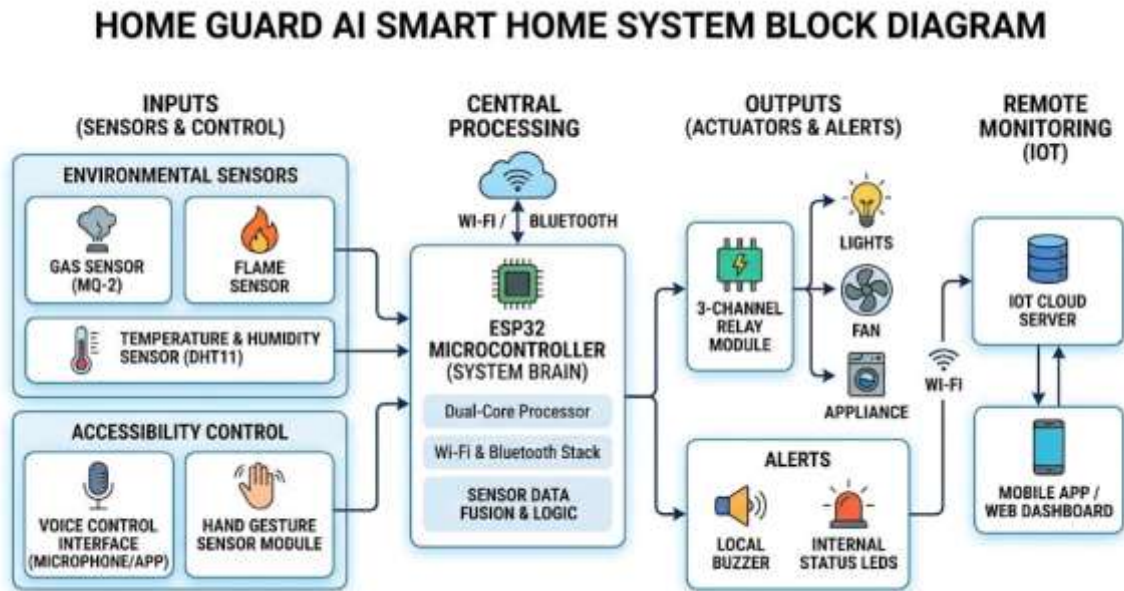 HOME GUARD AI SMART HOME SYSTEM BLOCK DIAGRAM
INPUTS
(SENSORS & CONTROL)
ENVIRONMENTAL SENSORS
GAS SENSOR
(MQ-2)
FLAME
SENSOR
TEMPERATURE & HUMIDITY
SENSOR (DHT11)
ACCESSIBILITY CONTROL
VOICE CONTROL
INTERFACE
(MICROPHONE/APP)
HAND GESTURE
SENSOR MODULE
CENTRAL
PROCESSING
WI-FI / BLUETOOTH
ESP32
MICROCONTROLLER
(SYSTEM BRAIN)
Dual-Core Processor
Wi-Fi & Bluetooth Stack
SENSOR DATA
FUSION & LOGIC
OUTPUTS
(ACTUATORS & ALERTS)
3-CHANNEL
RELAY
MODULE
LIGHTS
FAN
APPLIANCE
ALERTS
LOCAL
BUZZER
INTERNAL
STATUS LEDS
REMOTE
MONITORING
(IOT)
WI-FI
IOT CLOUD
SERVER
MOBILE APP /
WEB DASHBOARD